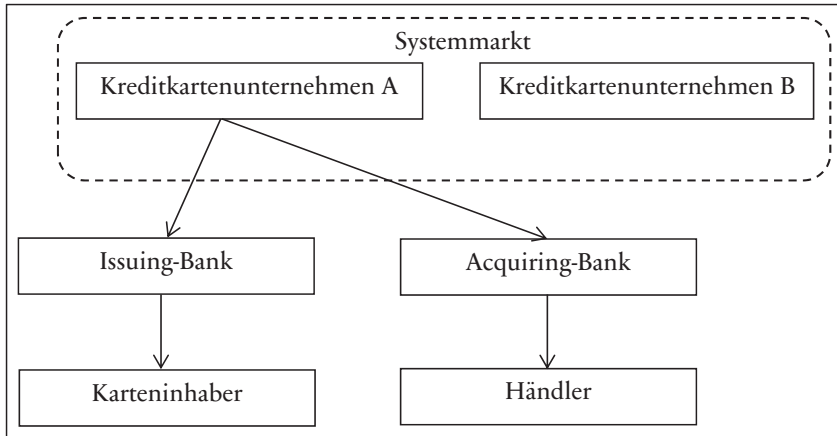 Systemmarkt
Kreditkartenunternehmen A
Kreditkartenunternehmen B
Issuing-Bank
Acquiring-Bank
Karteninhaber
Händler